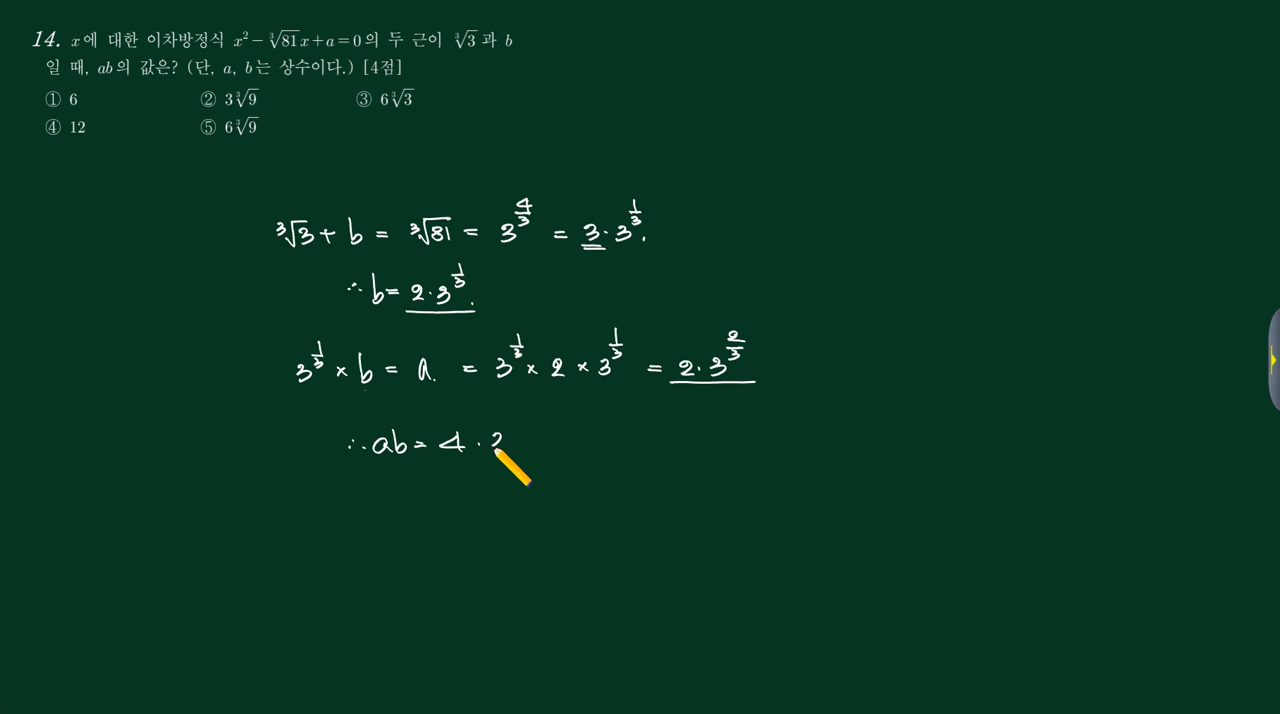 14. x에 대한 이차방정식 x² − ∛81x + a = 0의 두 근이 ∛3과 b
일 때, ab의 값은? (단, a, b는 상수이다.) [4점]
① 6 ② 3∛9 ③ 6∛3
④ 12 ⑤ 6∛9
∛3 + b = ∛81 = 3^(4/3) = 3 · 3^(1/3).
∴ b = 2 · 3^(1/3).
3^(1/3) × b = a. = 3^(1/3) × 2 × 3^(1/3) = 2 · 3^(2/3)
∴ ab = 4 ·